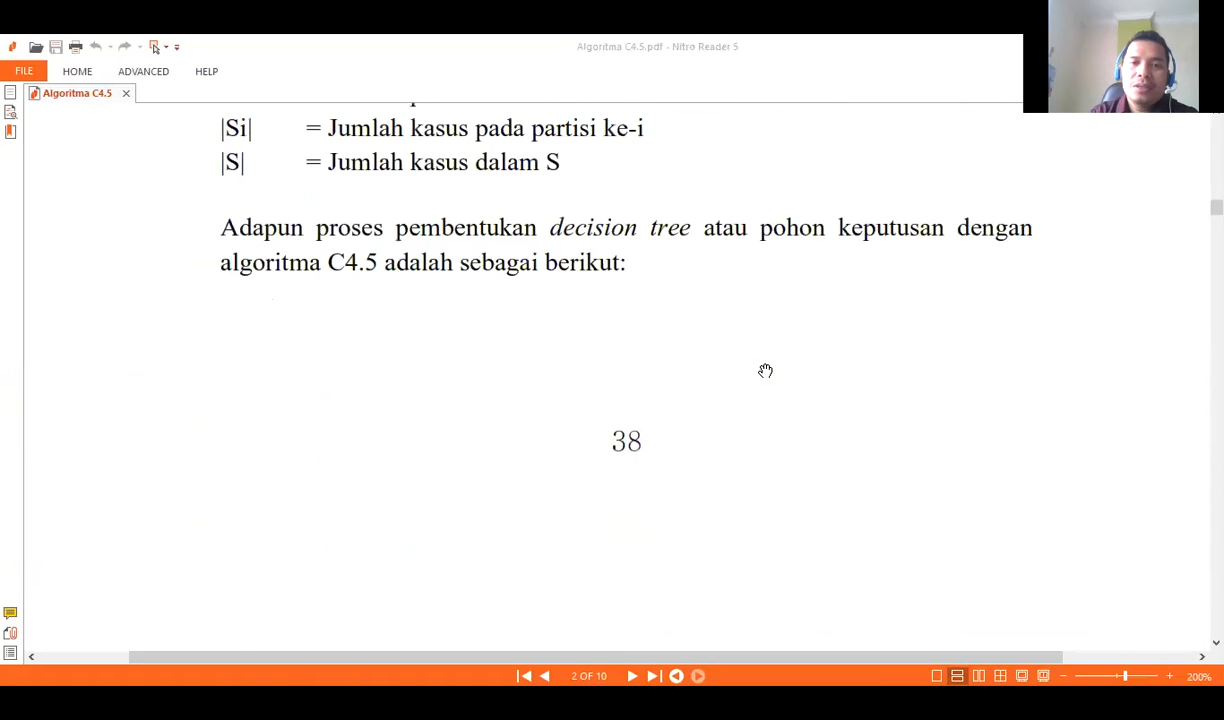 Algoritma C4.5.pdf - Nitro Reader 5
FILE HOME ADVANCED HELP
Algoritma C4.5
|Si| = Jumlah kasus pada partisi ke-i
|S| = Jumlah kasus dalam S
Adapun proses pembentukan decision tree atau pohon keputusan dengan
algoritma C4.5 adalah sebagai berikut:
38
2 OF 10
200%